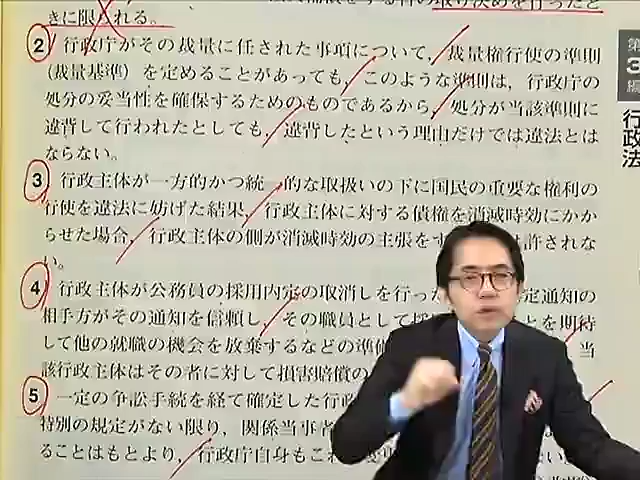 きに限られる。
2 行政庁がその裁量に任された事項について，裁量権行使の準則
(裁量基準) を定めることがあっても，このような準則は，行政庁の
処分の妥当性を確保するためのものであるから，処分が当該準則に
違背して行われたとしても，違背したという理由だけでは違法とは
ならない。
3 行政主体が一方的かつ統一的な取扱いの下に国民の重要な権利の
行使を違法に妨げた結果，行政主体に対する債権を消滅時効にかか
らせた場合，行政主体の側が消滅時効の主張を 許されな
い。
4 行政主体が公務員の採用内定の取消しを行っ 定通知の
相手方がその通知を信頼し，その職員として とを期待
して他の就職の機会を放棄するなどの準備 当
該行政主体はその者に対して損害賠償の
5 一定の争訟手続を経て確定した行政
特別の規定がない限り，関係当事者
ることはもとより，行政庁自身もこ
第3編
行政法